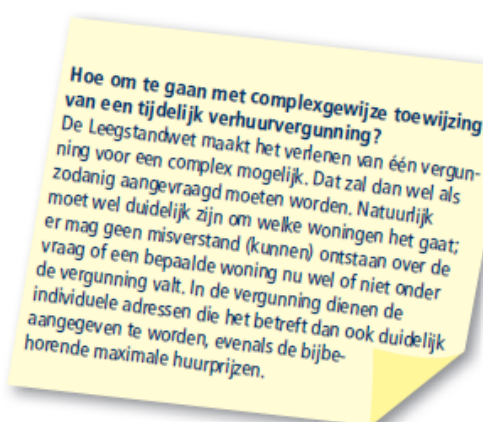 Hoe om te gaan met complexgewijze toewijzing
van een tijdelijk verhuurvergunning?
De Leegstandwet maakt het verlenen van één vergun-
ning voor een complex mogelijk. Dat zal dan wel als
zodanig aangevraagd moeten worden. Natuurlijk
moet wel duidelijk zijn om welke woningen het gaat;
er mag geen misverstand (kunnen) ontstaan over de
vraag of een bepaalde woning nu wel of niet onder
de vergunning valt. In de vergunning dienen de
individuele adressen die het betreft dan ook duidelijk
aangegeven te worden, evenals de bijbe-
horende maximale huurprijzen.